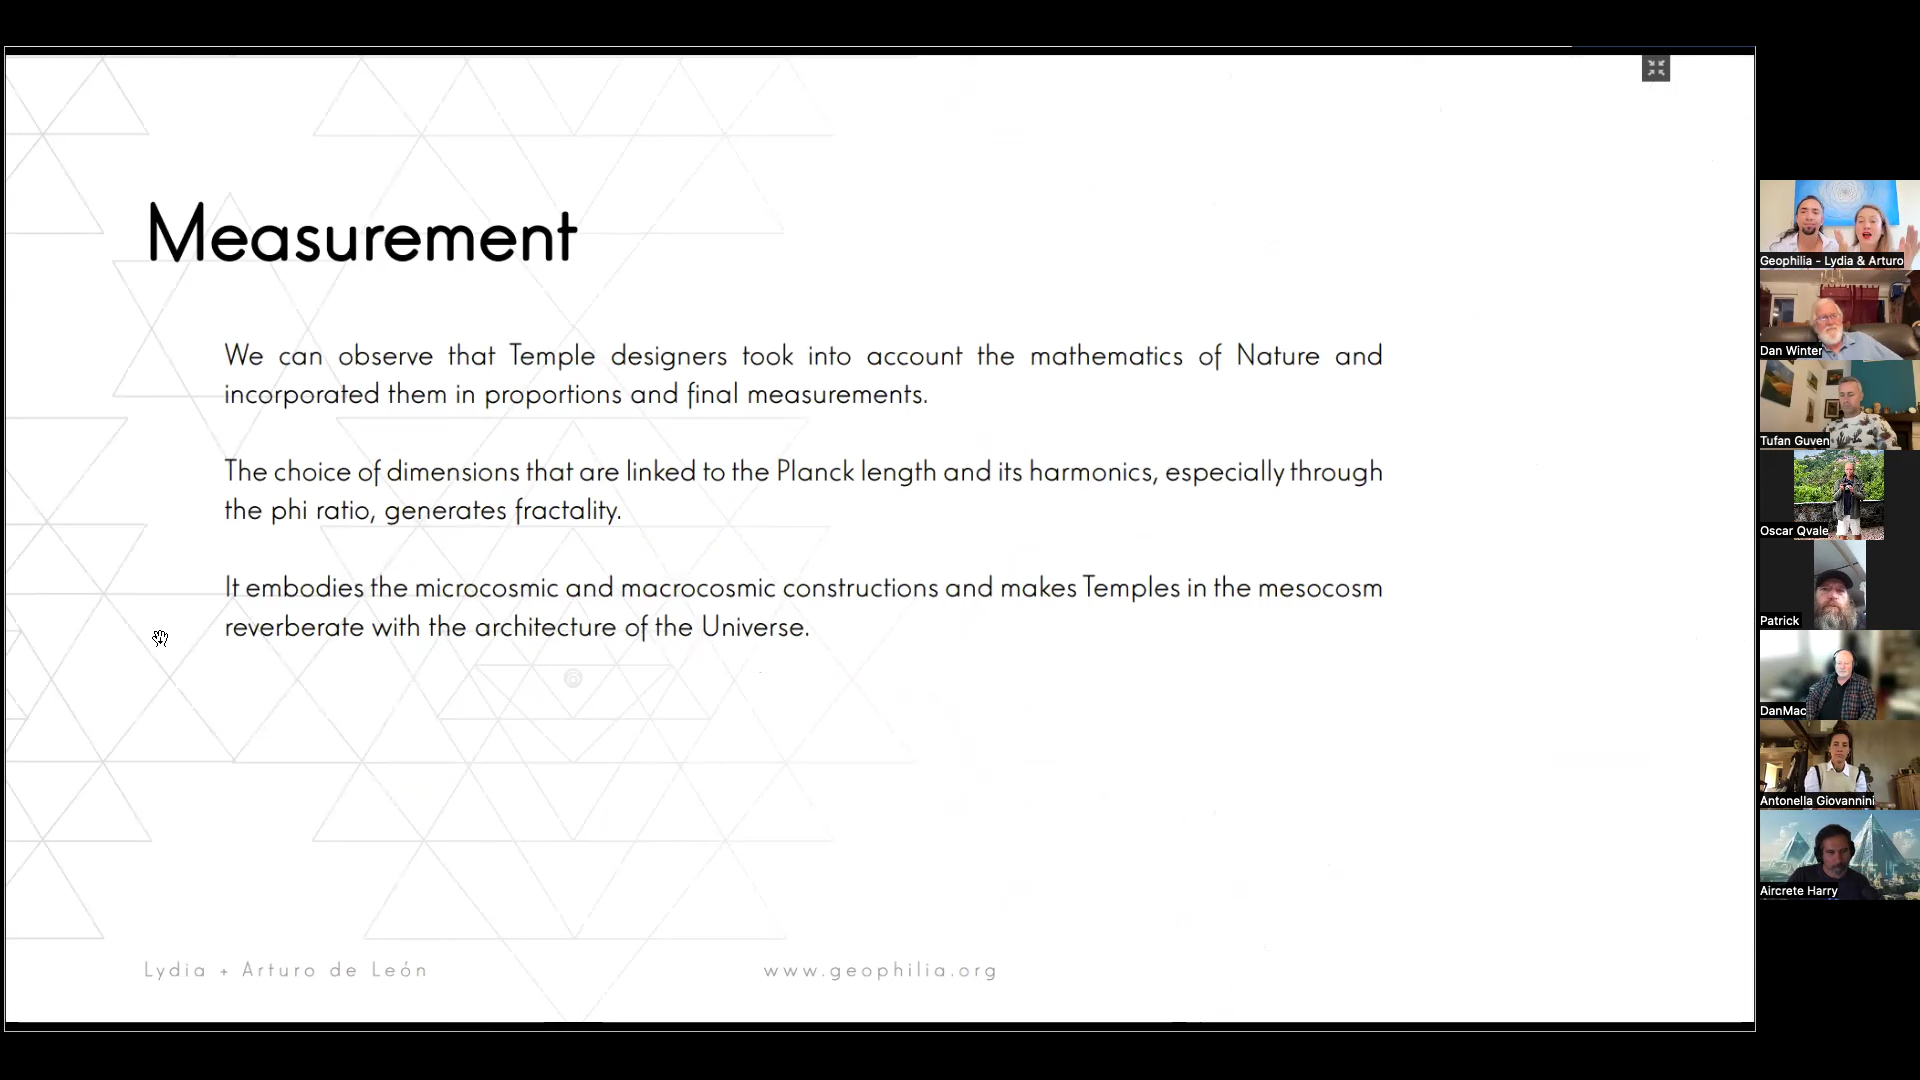 Measurement
We can observe that Temple designers took into account the mathematics of Nature and
incorporated them in proportions and final measurements.
The choice of dimensions that are linked to the Planck length and its harmonics, especially through
the phi ratio, generates fractality.
It embodies the microcosmic and macrocosmic constructions and makes Temples in the mesocosm
reverberate with the architecture of the Universe.
Lydia + Arturo de León
www.geophilia.org
Geophilia - Lydia & Arturo
Dan Winter
Tufan Guven
Oscar Qvale
Patrick
DanMac
Antonella Giovannini
Aircrete Harry